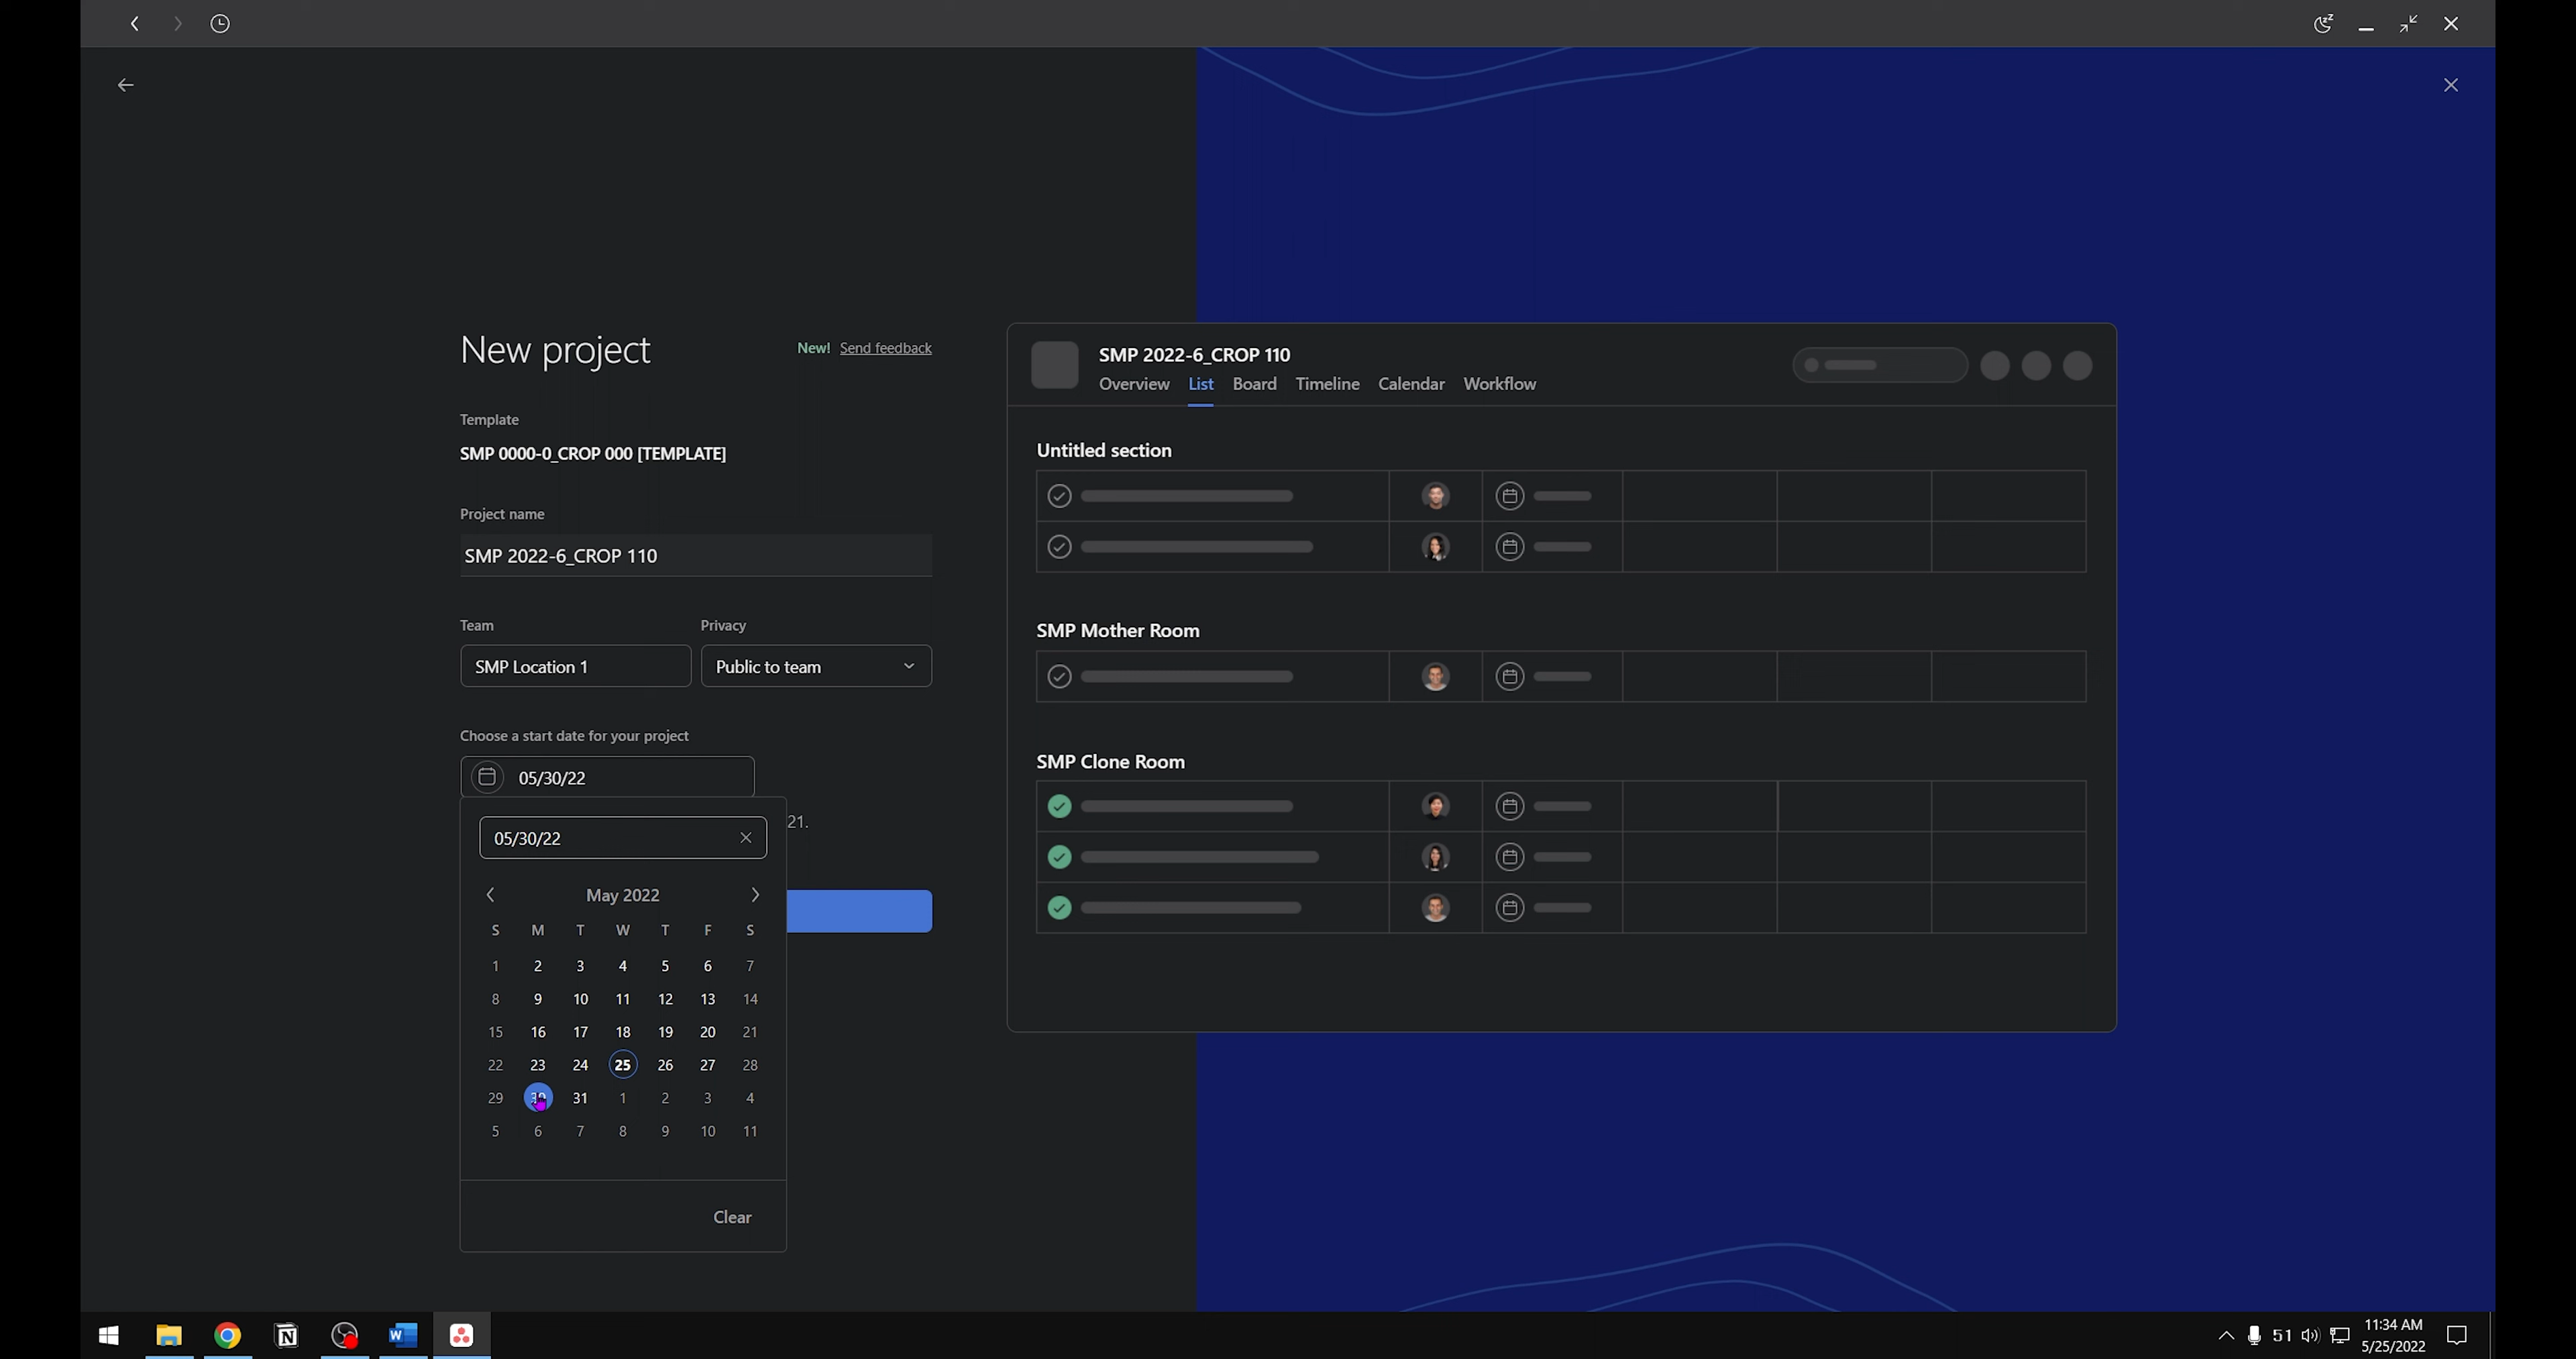 New project
New! Send feedback
Template
SMP 0000-0_CROP 000 [TEMPLATE]
Project name
SMP 2022-6_CROP 110
Team
Privacy
SMP Location 1
Public to team
Choose a start date for your project
05/30/22
21.
05/30/22
May 2022
S M T W T F S
1 2 3 4 5 6 7
8 9 10 11 12 13 14
15 16 17 18 19 20 21
22 23 24 25 26 27 28
29 30 31 1 2 3 4
5 6 7 8 9 10 11
Clear
SMP 2022-6_CROP 110
Overview List Board Timeline Calendar Workflow
Untitled section
SMP Mother Room
SMP Clone Room
51
11:34 AM
5/25/2022